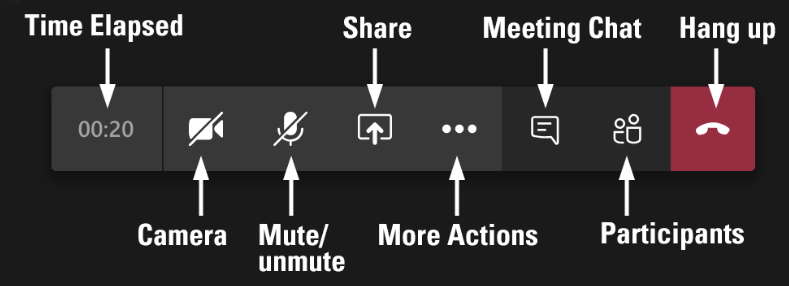 Time Elapsed
Share
Meeting Chat
Hang up
00:20
Camera
Mute/
unmute
More Actions
Participants